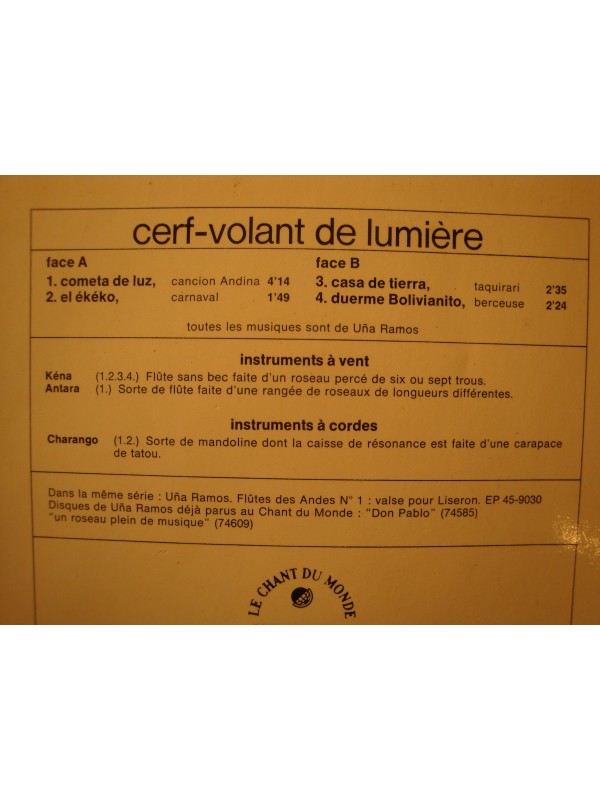 cerf-volant de lumière
face A
1. cometa de luz, cancion Andina 4'14
2. el ékéko, carnaval 1'49
face B
3. casa de tierra, taquirari 2'35
4. duerme Bolivianito, berceuse 2'24
toutes les musiques sont de Uña Ramos
instruments à vent
Kéna (1.2.3.4.) Flûte sans bec faite d'un roseau percé de six ou sept trous.
Antara (1.) Sorte de flûte faite d'une rangée de roseaux de longueurs différentes.
instruments à cordes
Charango (1.2.) Sorte de mandoline dont la caisse de résonance est faite d'une carapace
de tatou.
Dans la même série : Uña Ramos. Flûtes des Andes N° 1 : valse pour Liseron. EP 45-9030
Disques de Uña Ramos déjà parus au Chant du Monde : "Don Pablo" (74585)
"un roseau plein de musique" (74609)
LE CHANT DU MONDE